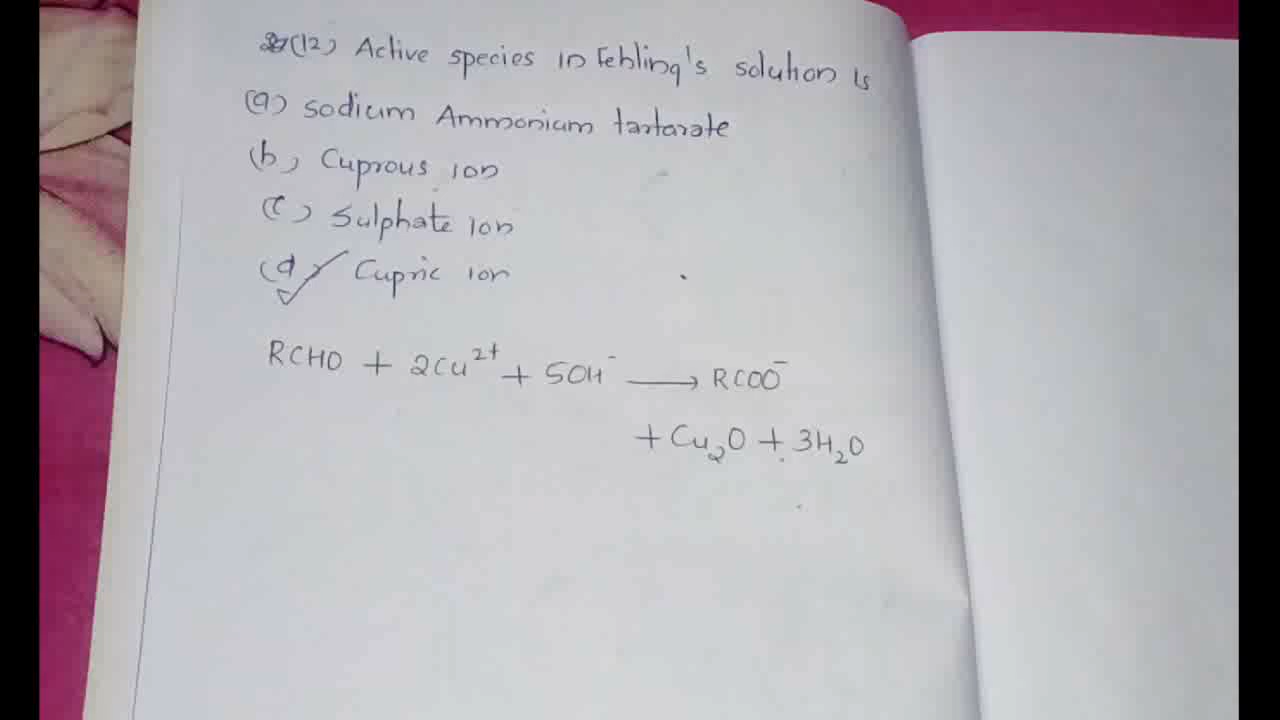 (12) Active species in Fehling's solution is
(a) Sodium Ammonium tartarate
(b) Cuprous ion
(c) Sulphate ion
(d) Cupric ion
RCHO + 2Cu²⁺ + 5OH⁻ ⟶ RCOO⁻
+ Cu₂O + 3H₂O